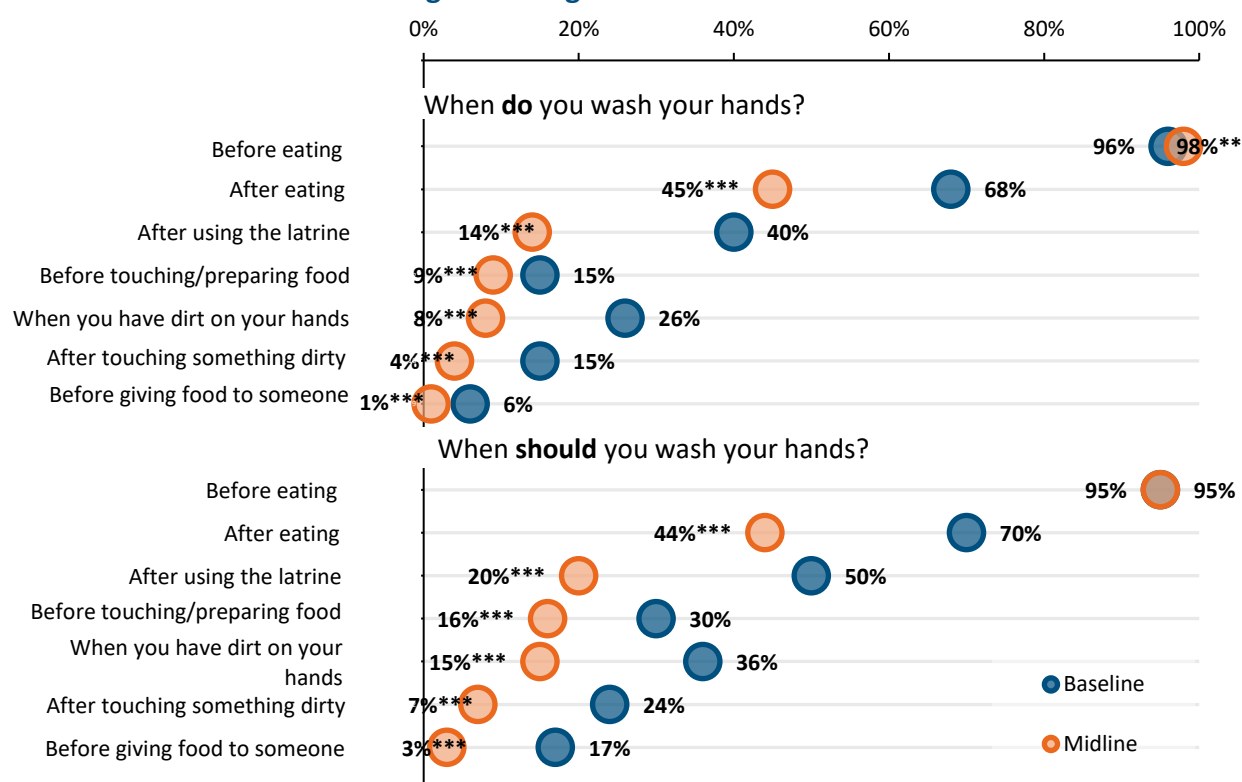 0% 20% 40% 60% 80% 100%
When do you wash your hands?
Before eating 96% 98%**
After eating 45%*** 68%
After using the latrine 14%*** 40%
Before touching/preparing food 9%*** 15%
When you have dirt on your hands 8%*** 26%
After touching something dirty 4%*** 15%
Before giving food to someone 1%*** 6%
When should you wash your hands?
Before eating 95% 95%
After eating 44%*** 70%
After using the latrine 20%*** 50%
Before touching/preparing food 16%*** 30%
When you have dirt on your
hands 15%*** 36%
After touching something dirty 7%*** 24%
Before giving food to someone 3%*** 17%
Baseline
Midline